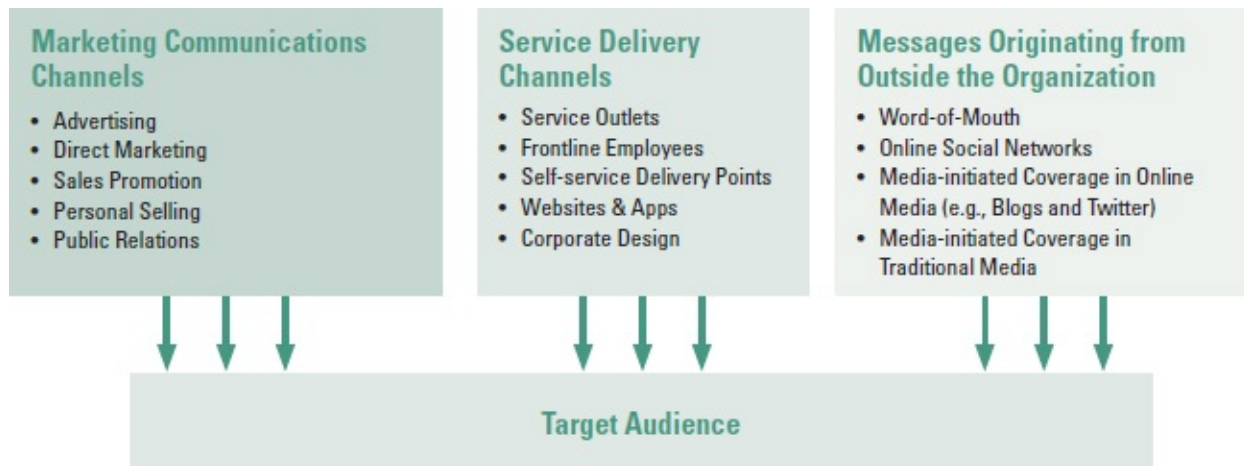 Marketing Communications
Channels
• Advertising
• Direct Marketing
• Sales Promotion
• Personal Selling
• Public Relations
Service Delivery
Channels
• Service Outlets
• Frontline Employees
• Self-service Delivery Points
• Websites & Apps
• Corporate Design
Messages Originating from
Outside the Organization
• Word-of-Mouth
• Online Social Networks
• Media-initiated Coverage in Online
Media (e.g., Blogs and Twitter)
• Media-initiated Coverage in
Traditional Media
Target Audience